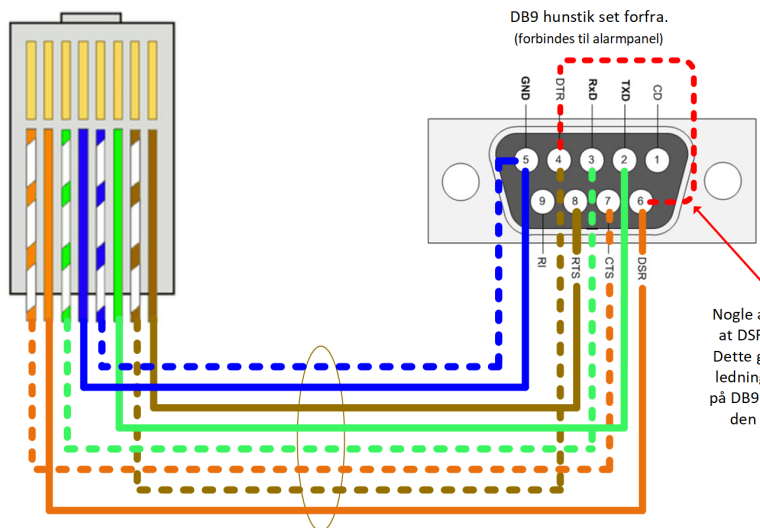 DB9 hunstik set forfra.
(forbindes til alarmpanel)
GND
DTR
RxD
TXD
CD
5
4
3
2
1
9
8
7
6
RI
RTS
CTS
DSR
Nogle a
at DSR
Dette g
ledning
på DB9
den